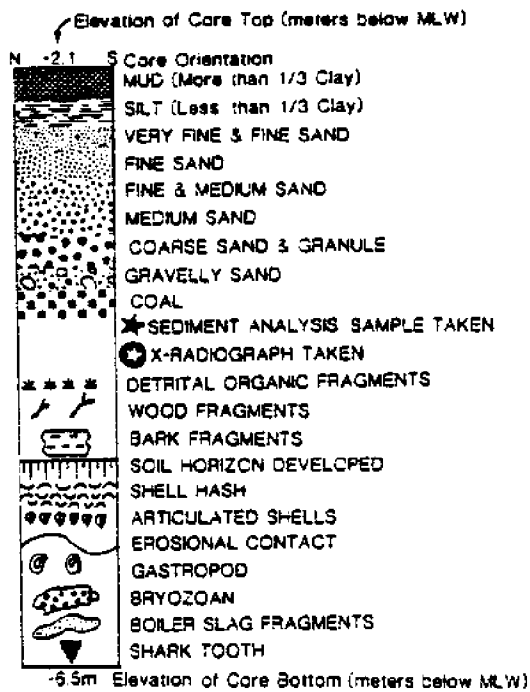 Elevation of Core Top (meters below MLW)
N -2.1 S Core Orientation
MUD (More than 1/3 Clay)
SILT (Less than 1/3 Clay)
VERY FINE & FINE SAND
FINE SAND
FINE & MEDIUM SAND
MEDIUM SAND
COARSE SAND & GRANULE
GRAVELLY SAND
COAL
SEDIMENT ANALYSIS SAMPLE TAKEN
X-RADIOGRAPH TAKEN
DETRITAL ORGANIC FRAGMENTS
WOOD FRAGMENTS
BARK FRAGMENTS
SOIL HORIZON DEVELOPED
SHELL HASH
ARTICULATED SHELLS
EROSIONAL CONTACT
GASTROPOD
BRYOZOAN
BOILER SLAG FRAGMENTS
SHARK TOOTH
-6.5m Elevation of Core Bottom (meters below MLW)